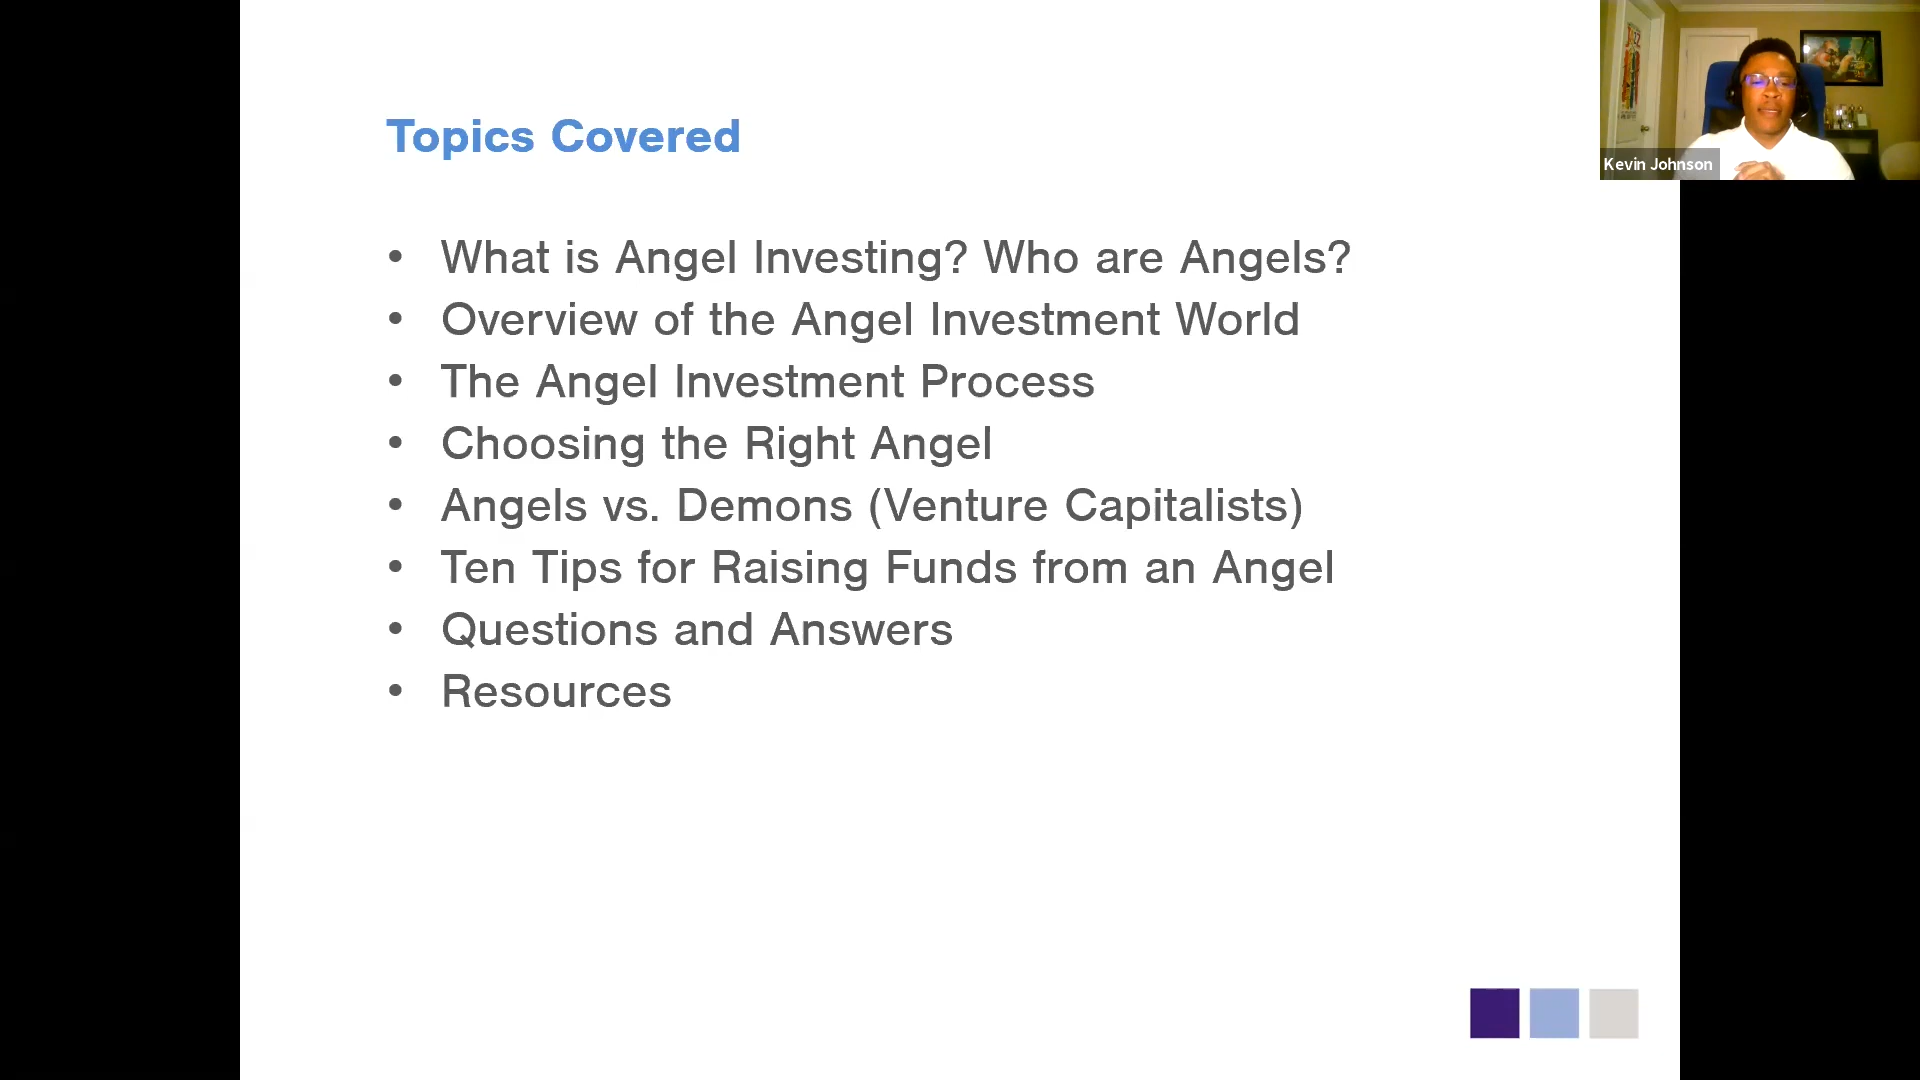 Topics Covered
• What is Angel Investing? Who are Angels?
• Overview of the Angel Investment World
• The Angel Investment Process
• Choosing the Right Angel
• Angels vs. Demons (Venture Capitalists)
• Ten Tips for Raising Funds from an Angel
• Questions and Answers
• Resources
Jazz
Kevin Johnson